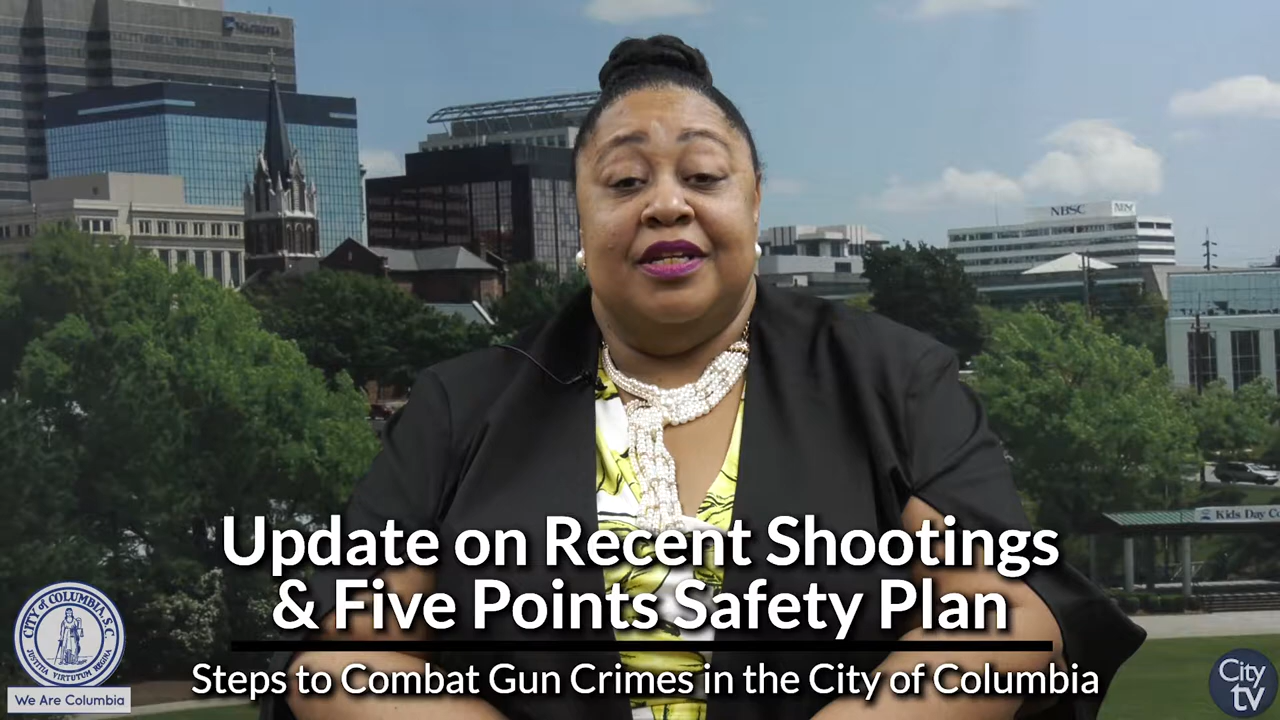 NBSC
Kids Day Co
Update on Recent Shootings
& Five Points Safety Plan
Steps to Combat Gun Crimes in the City of Columbia
CITY of COLUMBIA, S.C.
JUSTITIA VIRTUTUM REGINA
We Are Columbia
City
tv